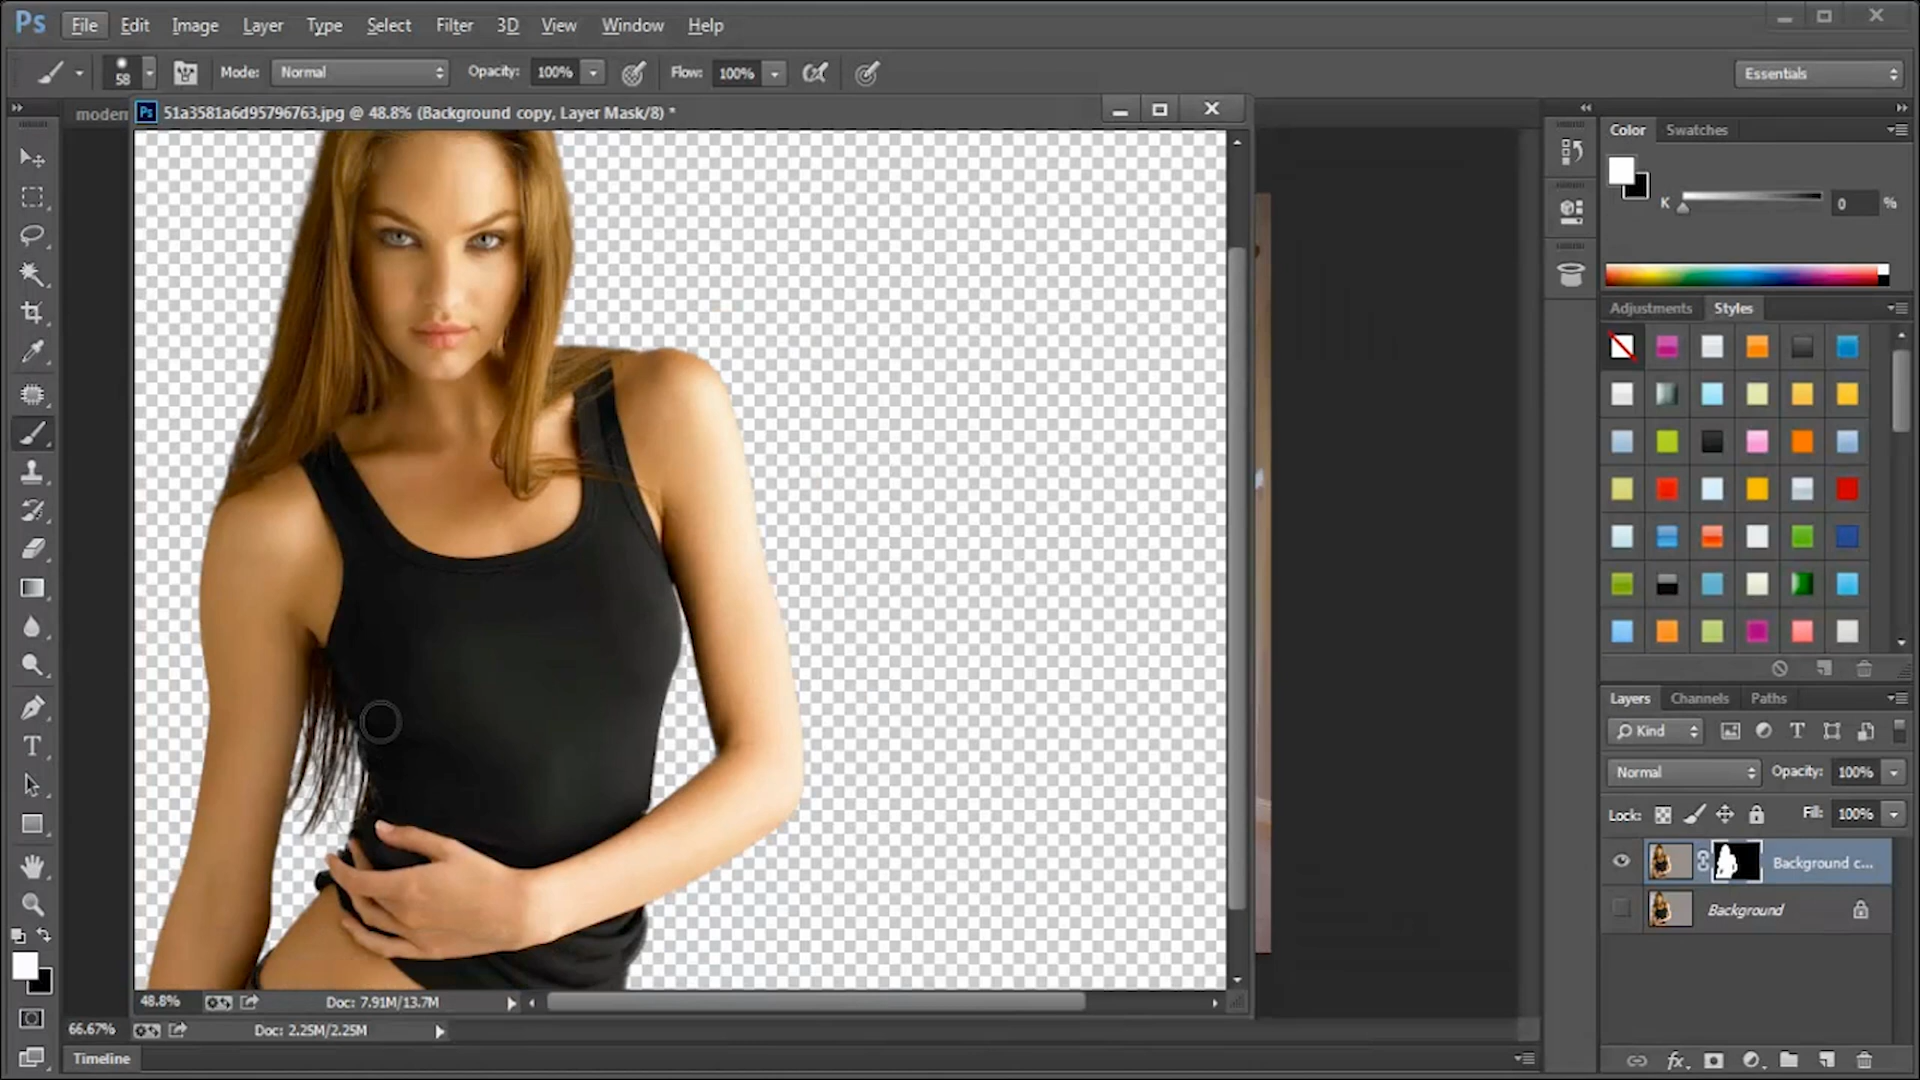 Ps File Edit Image Layer Type Select Filter 3D View Window Help
58 Mode: Normal Opacity: 100% Flow: 100% Essentials
modern
Ps 51a3581a6d95796763.jpg @ 48.8% (Background copy, Layer Mask/8) *
Color Swatches
K 0 %
Adjustments Styles
Layers Channels Paths
Kind T
Normal Opacity: 100%
Lock: Fill: 100%
Background c...
Background
T
48.8% Doc: 7.91M/13.7M
66.67% Doc: 2.25M/2.25M
Timeline
fx